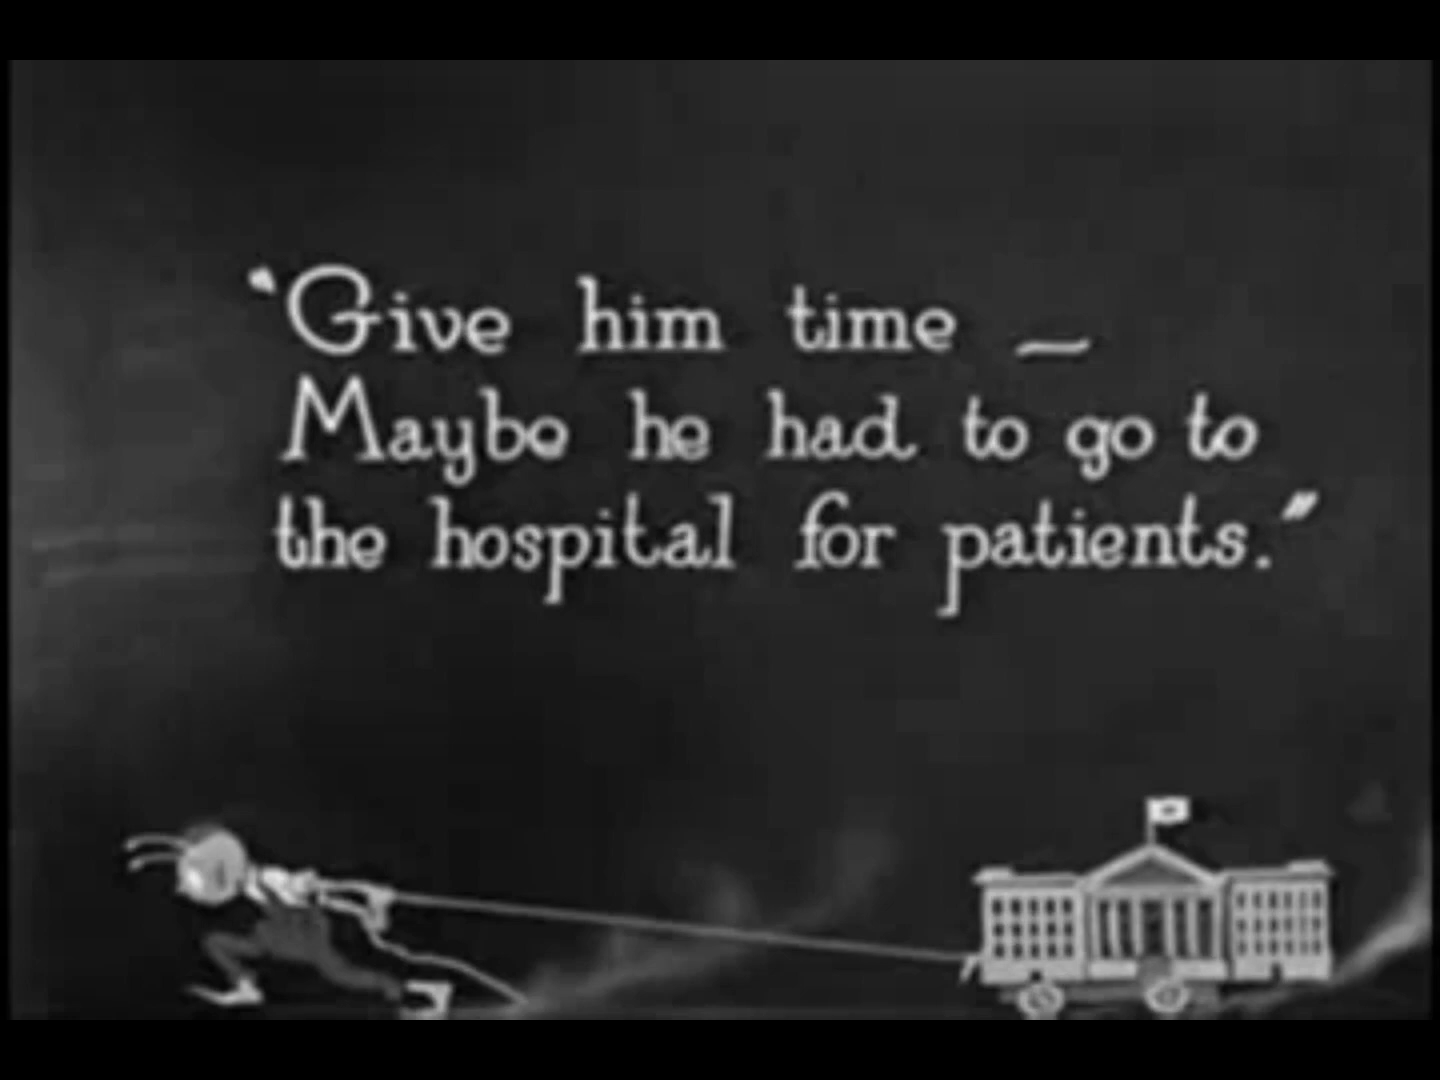 "Give him time —
Maybe he had to go to
the hospital for patients."